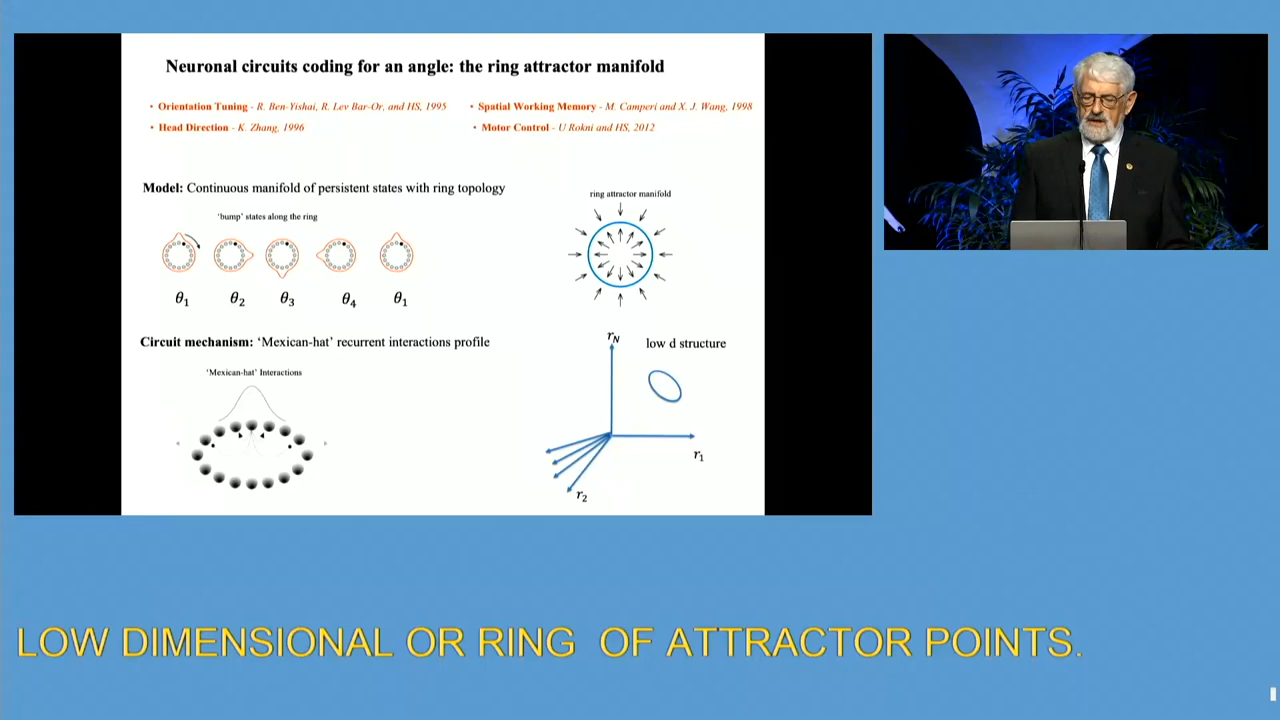 Neuronal circuits coding for an angle: the ring attractor manifold
• Orientation Tuning - R. Ben-Yishai, R. Lev Bar-Or, and HS, 1995
• Spatial Working Memory - M. Camperi and X. J. Wang, 1998
• Head Direction - K. Zhang, 1996
• Motor Control - U Rokni and HS, 2012
Model: Continuous manifold of persistent states with ring topology
'bump' states along the ring
θ1 θ2 θ3 θ4 θ1
ring attractor manifold
Circuit mechanism: 'Mexican-hat' recurrent interactions profile
'Mexican-hat' Interactions
rN
low d structure
r1
r2
LOW DIMENSIONAL OR RING  OF ATTRACTOR POINTS.